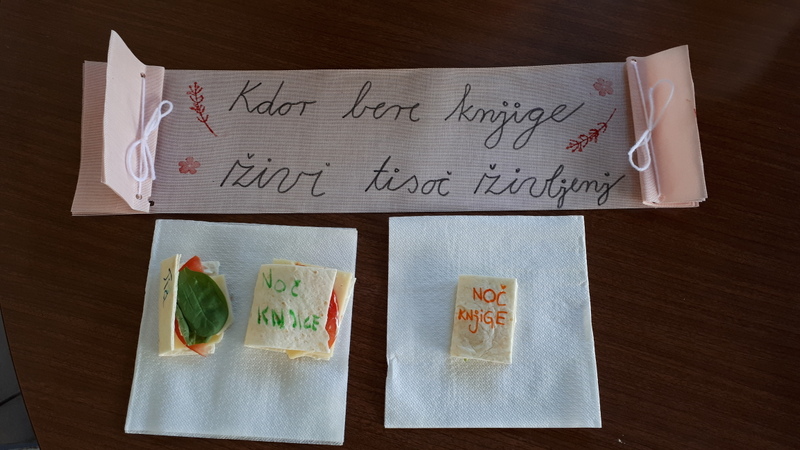 Kdor bere knjige
živi tisoč življenj
NOČ
KNJIGE
NOČ
KNjiGE